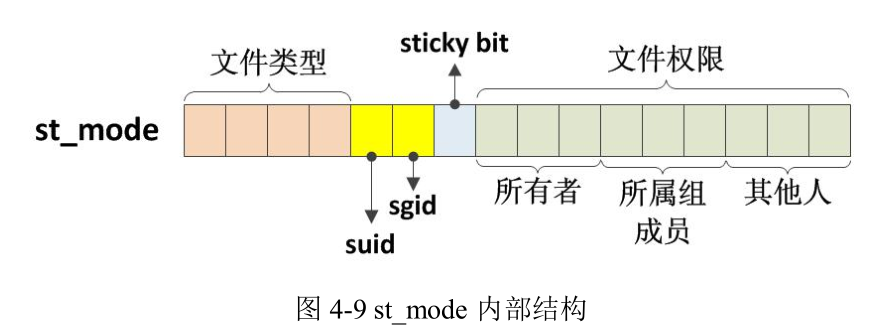 sticky bit
文件类型
文件权限
st_mode
所有者
所属组
成员
其他人
sgid
suid
图 4-9 st_mode 内部结构